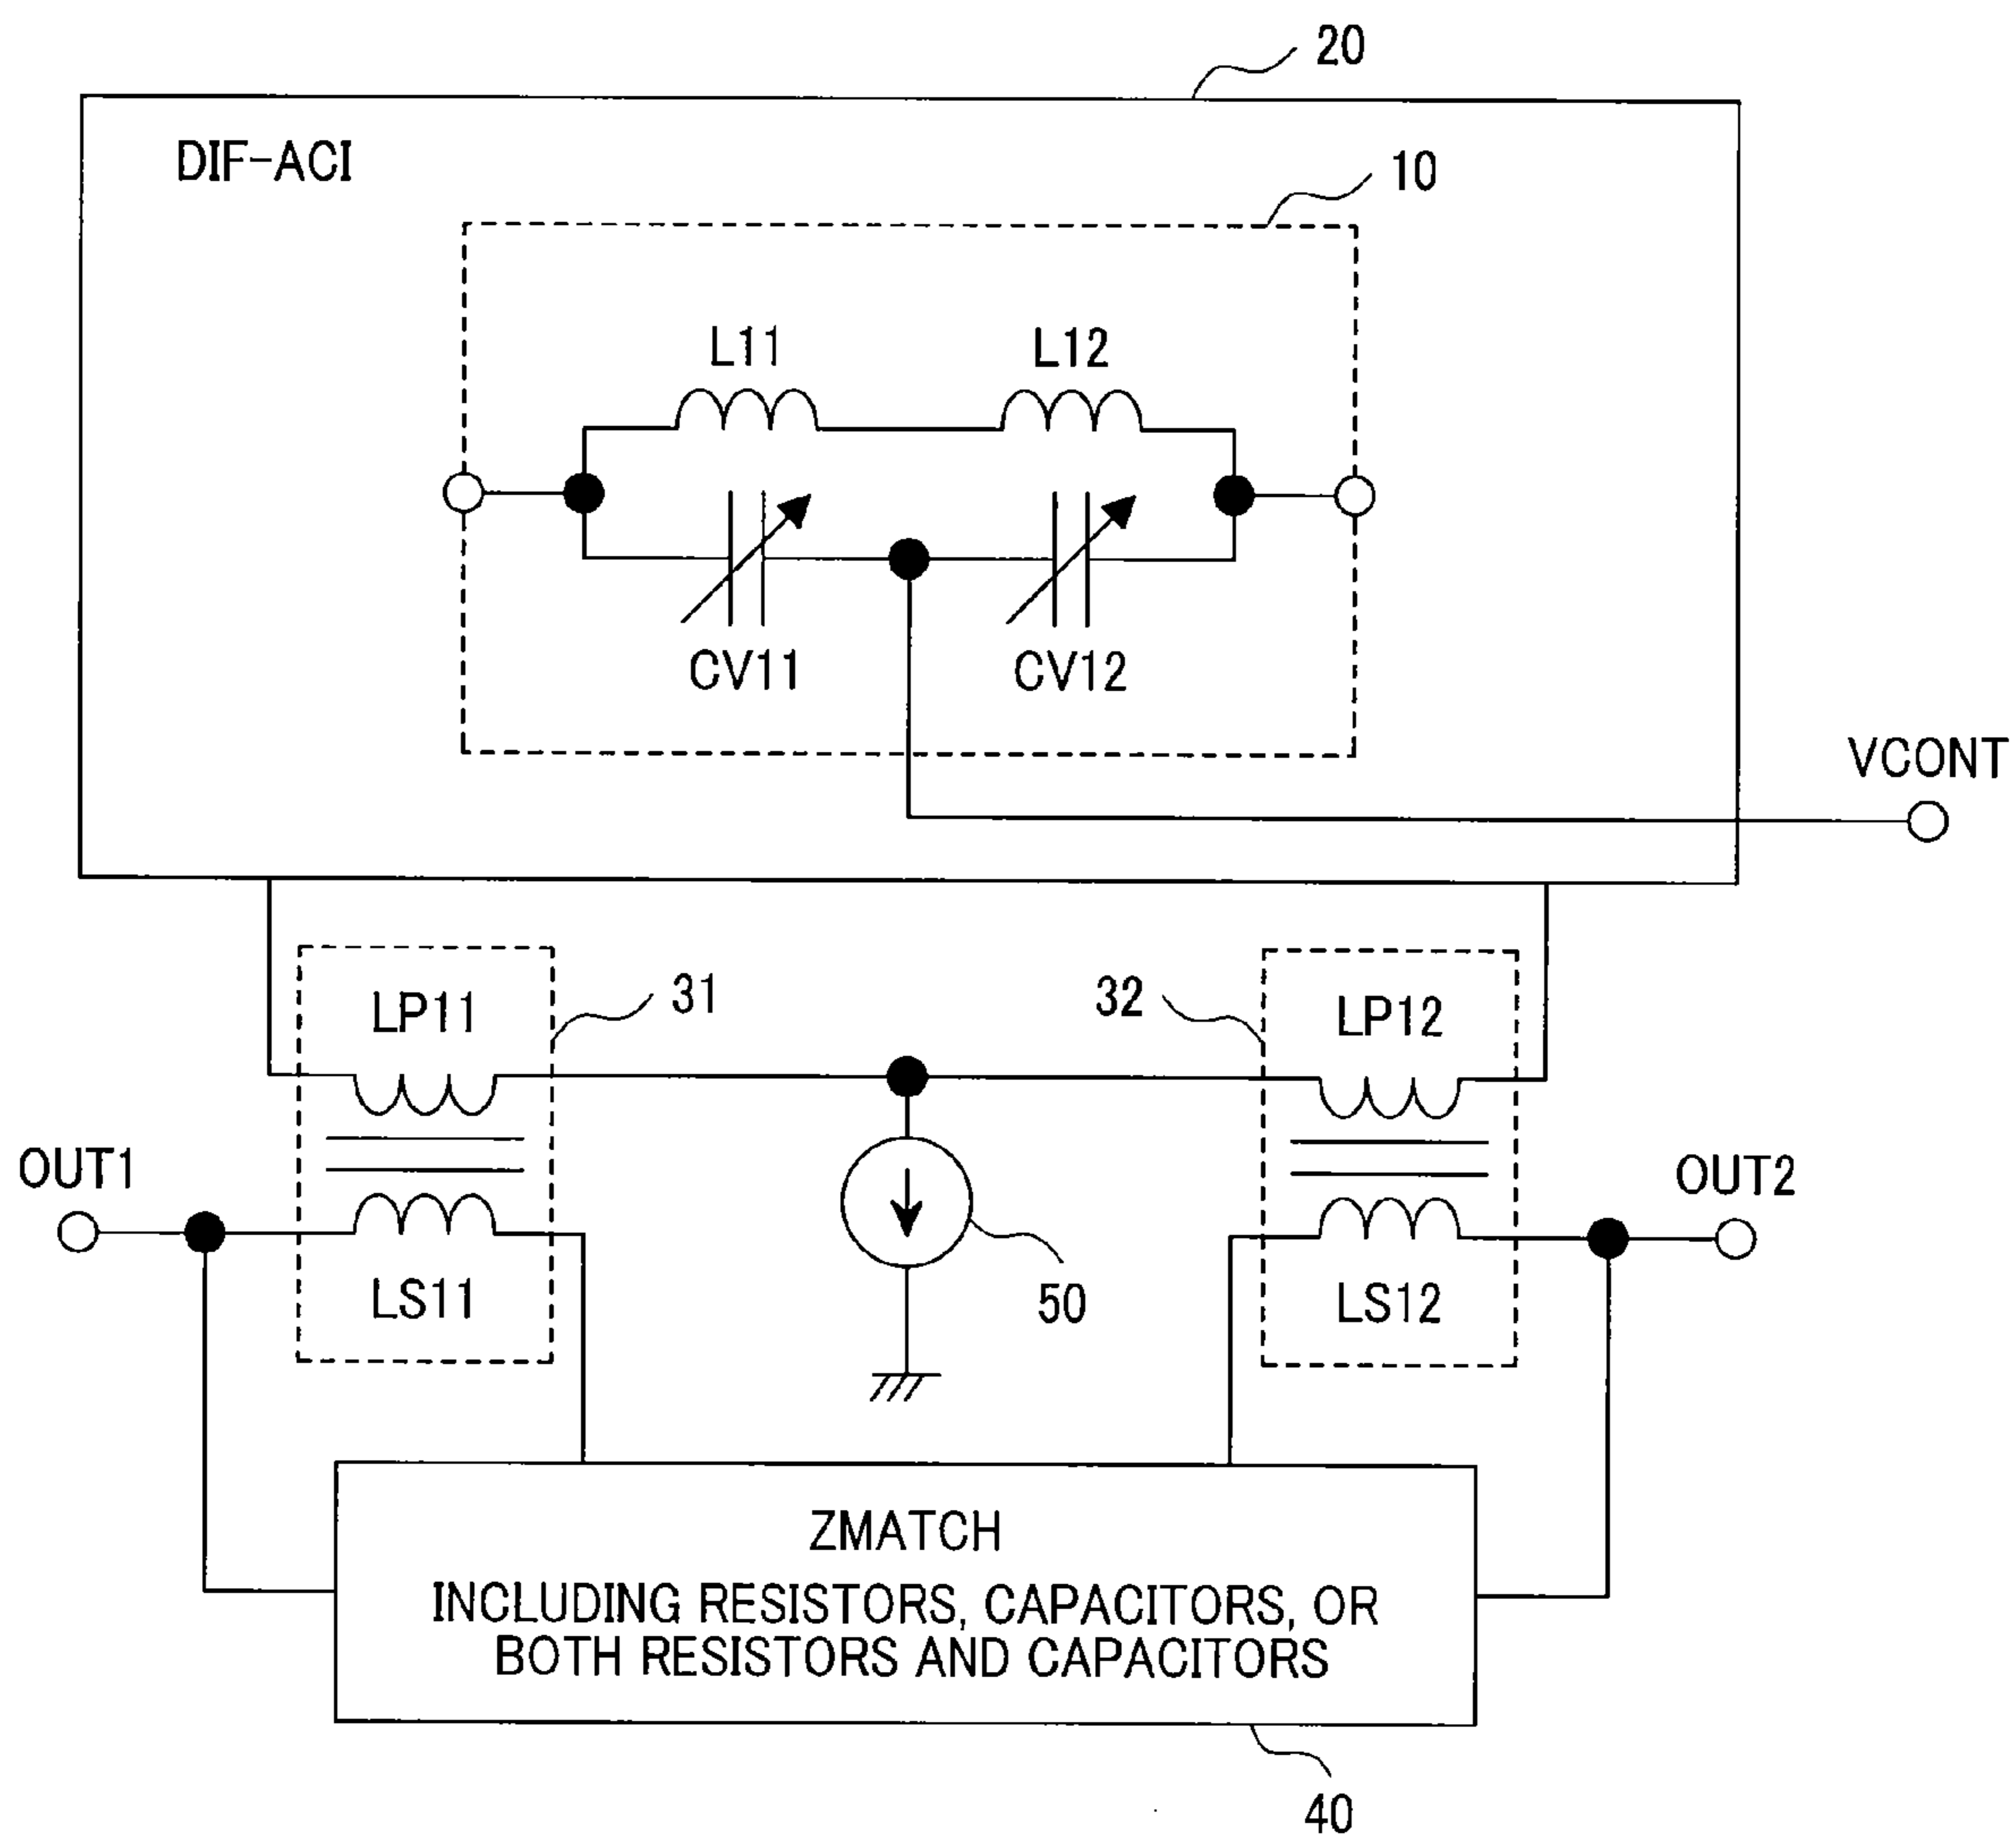 20
DIF-ACI
10
L11
L12
CV11
CV12
VCONT
LP11
31
32
LP12
OUT1
OUT2
LS11
50
LS12
ZMATCH
INCLUDING RESISTORS, CAPACITORS, OR
BOTH RESISTORS AND CAPACITORS
40